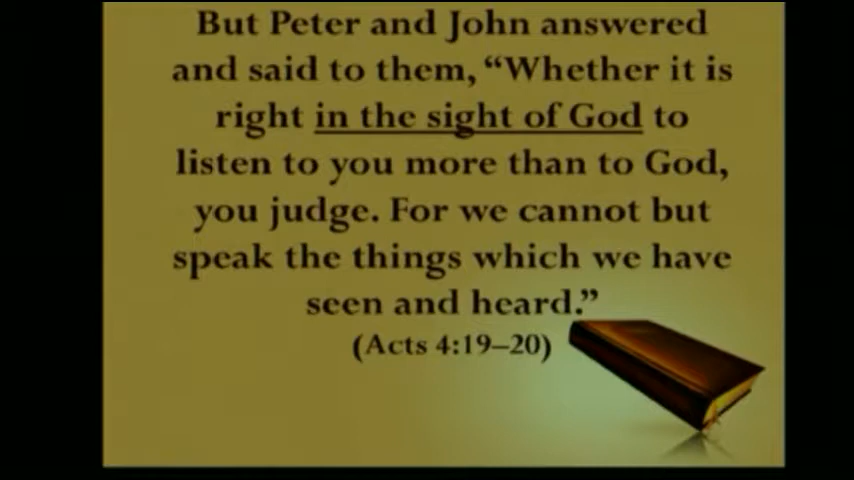 But Peter and John answered
and said to them, “Whether it is
right in the sight of God to
listen to you more than to God,
you judge. For we cannot but
speak the things which we have
seen and heard.”
(Acts 4:19–20)